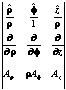 | ρ̂/ρ  φ̂/1  ẑ/ρ |
| ∂/∂ρ  ∂/∂φ  ∂/∂z |
| A_ρ  ρA_φ  A_z |